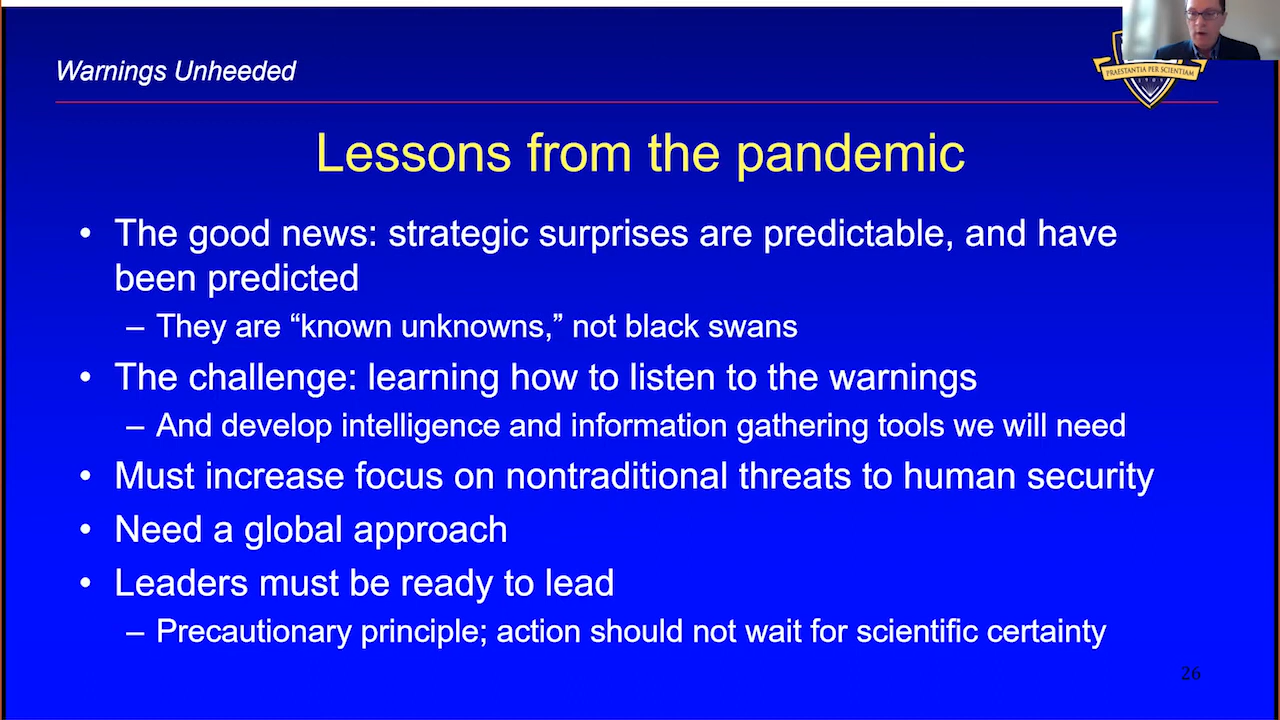 Warnings Unheeded
PRAESTANTIA PER SCIENTIAM
Lessons from the pandemic
• The good news: strategic surprises are predictable, and have
been predicted
– They are “known unknowns,” not black swans
• The challenge: learning how to listen to the warnings
– And develop intelligence and information gathering tools we will need
• Must increase focus on nontraditional threats to human security
• Need a global approach
• Leaders must be ready to lead
– Precautionary principle; action should not wait for scientific certainty
26